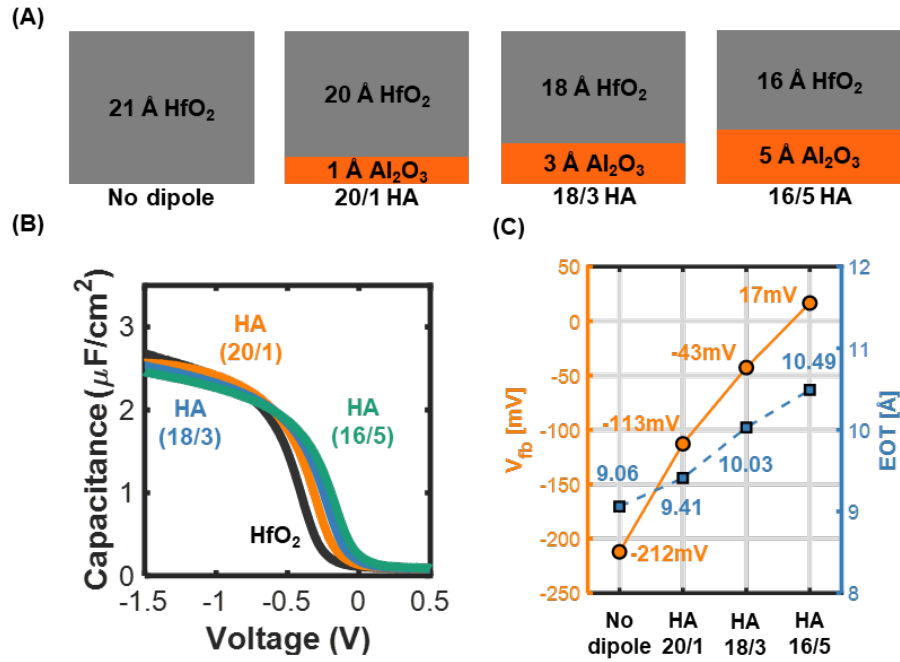 (A)
21 Å HfO₂
20 Å HfO₂
1 Å Al₂O₃
18 Å HfO₂
3 Å Al₂O₃
16 Å HfO₂
5 Å Al₂O₃
No dipole
20/1 HA
18/3 HA
16/5 HA
(B)
Capacitance (μF/cm²)
3
2
1
0
HA
(20/1)
HA
(18/3)
HA
(16/5)
HfO₂
-1.5
-1
-0.5
0
0.5
Voltage (V)
(C)
V_fb [mV]
50
0
-50
-100
-150
-200
-250
17mV
-43mV
-113mV
-212mV
9.06
9.41
10.03
10.49
12
11
10
9
8
EOT [Å]
No
dipole
HA
20/1
HA
18/3
HA
16/5